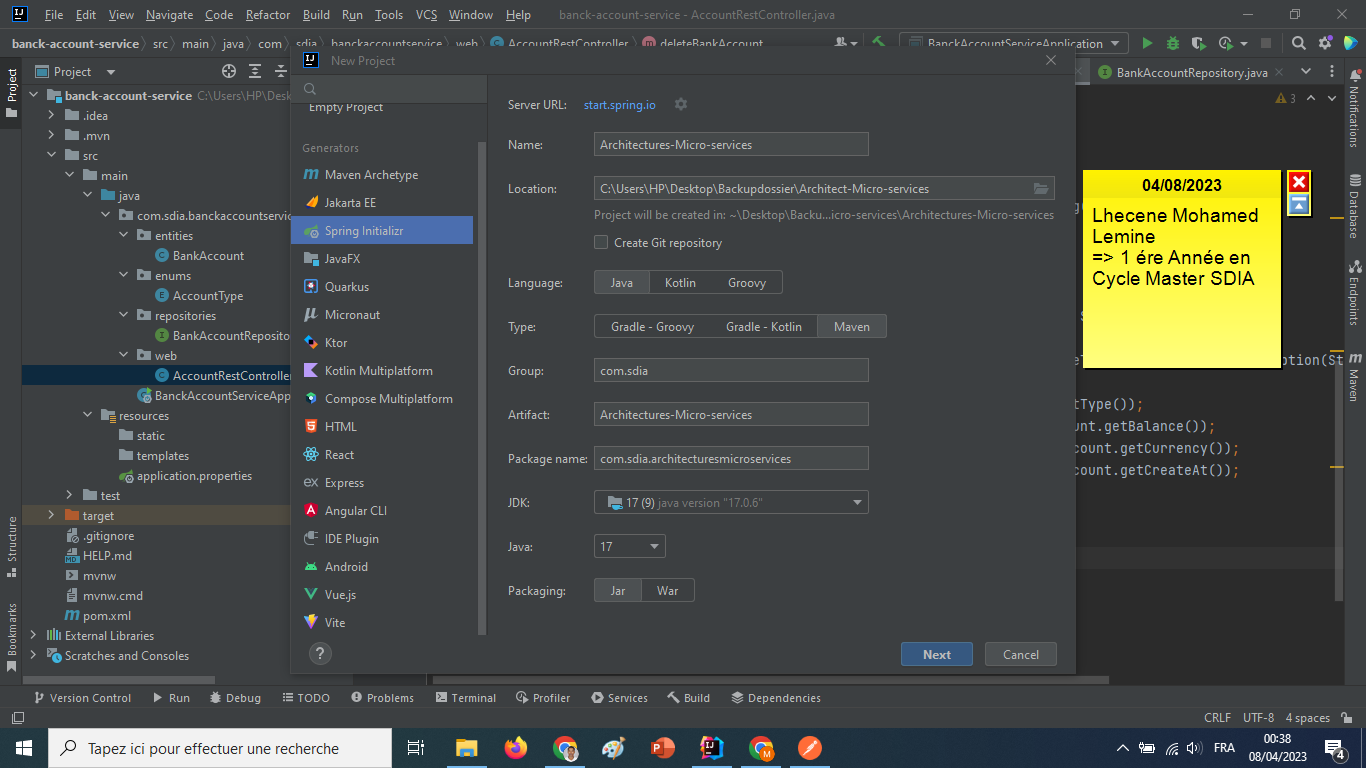 File Edit View Navigate Code Refactor Build Run Tools VCS Window Help banck-account-service - AccountRestController.java
banck-account-service src main java com sdia banckaccountservice web AccountRestController deleteBankAccount BanckAccountServiceApplication
Project
banck-account-service C:\Users\HP\Desk
.idea
.mvn
src
main
java
com.sdia.banckaccountservic
entities
BankAccount
enums
AccountType
repositories
BankAccountReposito
web
AccountRestController
BanckAccountServiceApp
resources
static
templates
application.properties
test
target
.gitignore
HELP.md
mvnw
mvnw.cmd
pom.xml
External Libraries
Scratches and Consoles
Project
Structure
Bookmarks
New Project
Empty Project
Generators
Maven Archetype
Jakarta EE
Spring Initializr
JavaFX
Quarkus
Micronaut
Ktor
Kotlin Multiplatform
Compose Multiplatform
HTML
React
Express
Angular CLI
IDE Plugin
Android
Vue.js
Vite
?
Server URL: start.spring.io
Name: Architectures-Micro-services
Location: C:\Users\HP\Desktop\Backupdossier\Architect-Micro-services
Project will be created in: ~\Desktop\Backu...icro-services\Architectures-Micro-services
Create Git repository
Language: Java Kotlin Groovy
Type: Gradle - Groovy Gradle - Kotlin Maven
Group: com.sdia
Artifact: Architectures-Micro-services
Package name: com.sdia.architecturesmicroservices
JDK: 17 (9) java version "17.0.6"
Java: 17
Packaging: Jar War
Next Cancel
BankAccountRepository.java
3
04/08/2023
Lhecene Mohamed
Lemine
=> 1 ére Année en
Cycle Master SDIA
ption(St
tType());
unt.getBalance());
count.getCurrency());
count.getCreateAt());
Notifications
Database
Endpoints
Maven
Version Control Run Debug TODO Problems Terminal Profiler Services Build Dependencies
CRLF UTF-8 4 spaces
Tapez ici pour effectuer une recherche
FRA
00:38
08/04/2023
4